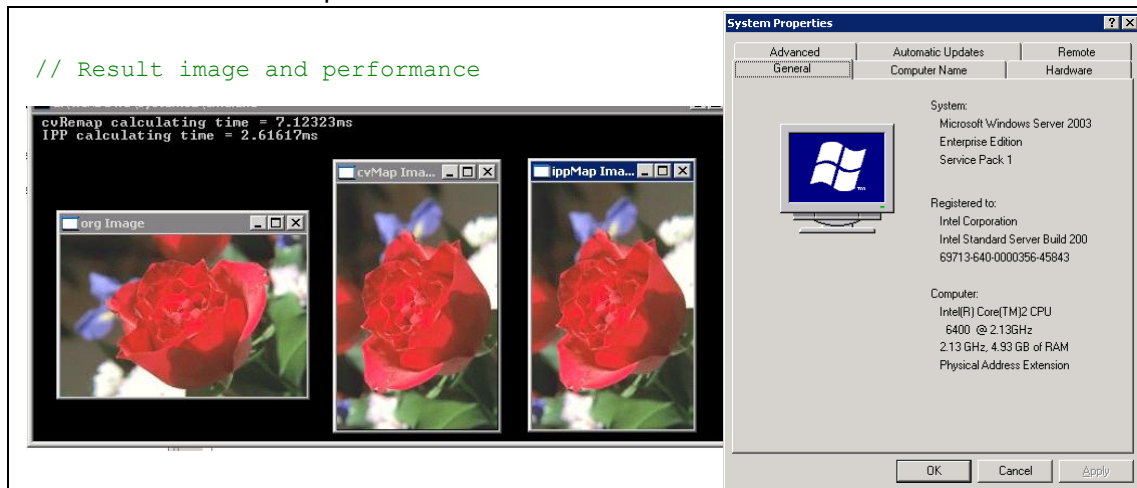 // Result image and performance
cvRemap calculating time = 7.12323ms
IPP calculating time = 2.61617ms
org Image
cvMap Ima...
ippMap Ima...
System Properties
Advanced
Automatic Updates
Remote
General
Computer Name
Hardware
System:
Microsoft Windows Server 2003
Enterprise Edition
Service Pack 1
Registered to:
Intel Corporation
Intel Standard Server Build 200
69713-640-0000356-45843
Computer:
Intel(R) Core(TM)2 CPU
6400 @ 2.13GHz
2.13 GHz, 4.93 GB of RAM
Physical Address Extension
OK
Cancel
Apply